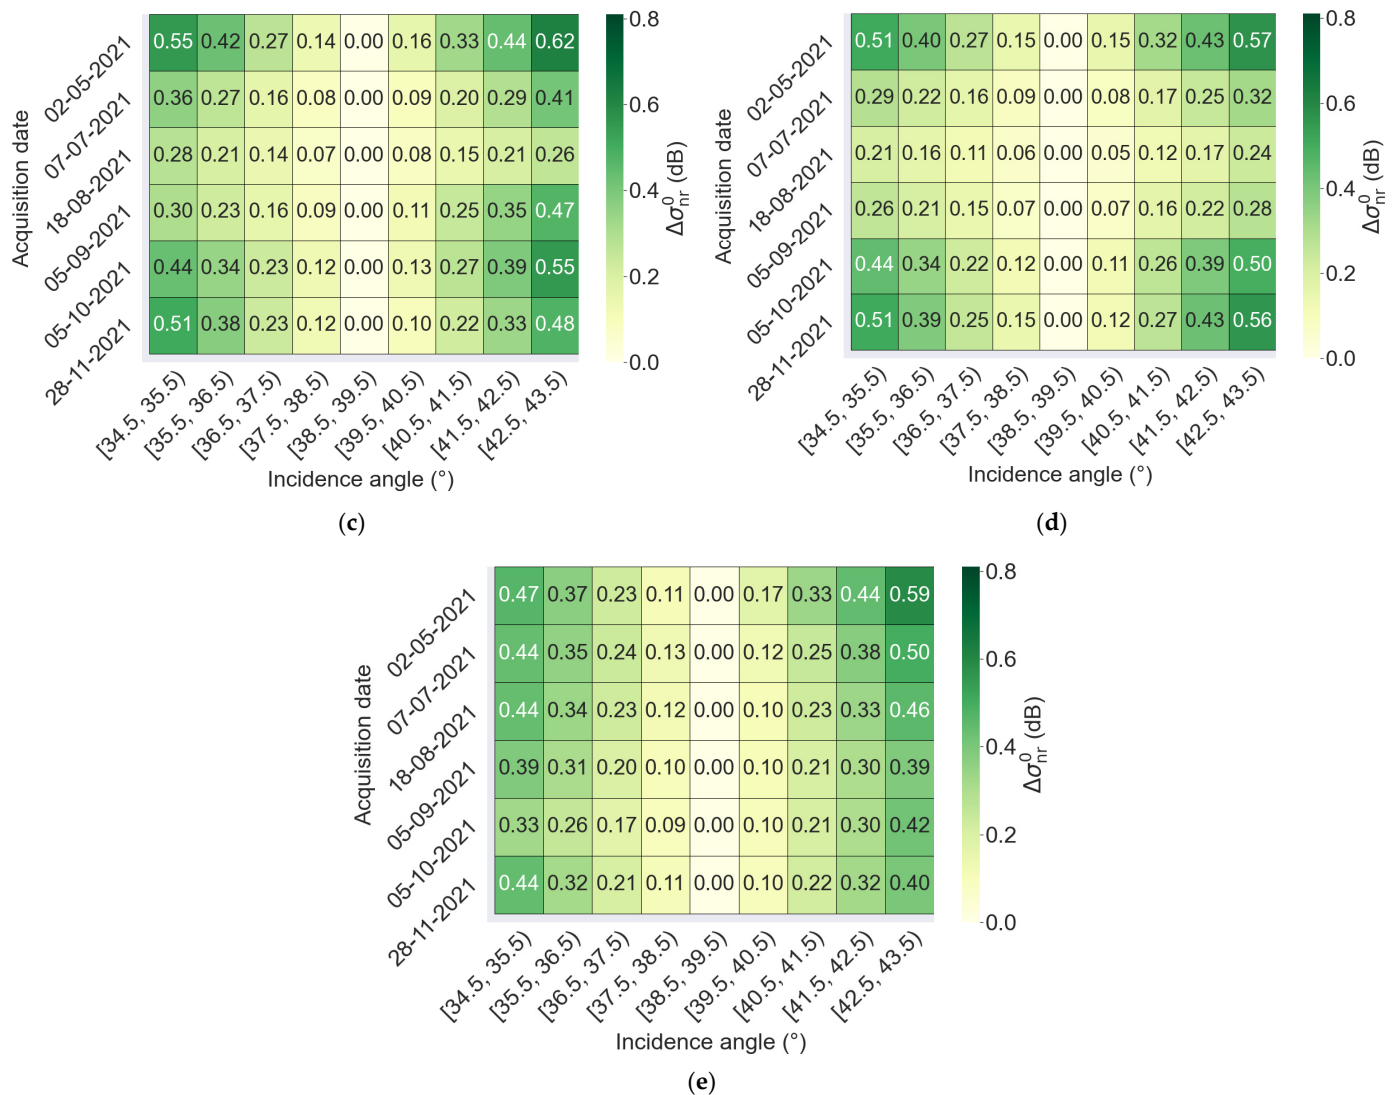 0.55 0.42 0.27 0.14 0.00 0.16 0.33 0.44 0.62
0.36 0.27 0.16 0.08 0.00 0.09 0.20 0.29 0.41
0.28 0.21 0.14 0.07 0.00 0.08 0.15 0.21 0.26
0.30 0.23 0.16 0.09 0.00 0.11 0.25 0.35 0.47
0.44 0.34 0.23 0.12 0.00 0.13 0.27 0.39 0.55
0.51 0.38 0.23 0.12 0.00 0.10 0.22 0.33 0.48
02-05-2021
07-07-2021
18-08-2021
05-09-2021
05-10-2021
28-11-2021
Acquisition date
[34.5, 35.5)
[35.5, 36.5)
[36.5, 37.5)
[37.5, 38.5)
[38.5, 39.5)
[39.5, 40.5)
[40.5, 41.5)
[41.5, 42.5)
[42.5, 43.5)
Incidence angle (°)
0.8
0.6
0.4
0.2
0.0
Δσ⁰nr (dB)
(c)
0.51 0.40 0.27 0.15 0.00 0.15 0.32 0.43 0.57
0.29 0.22 0.16 0.09 0.00 0.08 0.17 0.25 0.32
0.21 0.16 0.11 0.06 0.00 0.05 0.12 0.17 0.24
0.26 0.21 0.15 0.07 0.00 0.07 0.16 0.22 0.28
0.44 0.34 0.22 0.12 0.00 0.11 0.26 0.39 0.50
0.51 0.39 0.25 0.15 0.00 0.12 0.27 0.43 0.56
02-05-2021
07-07-2021
18-08-2021
05-09-2021
05-10-2021
28-11-2021
Acquisition date
[34.5, 35.5)
[35.5, 36.5)
[36.5, 37.5)
[37.5, 38.5)
[38.5, 39.5)
[39.5, 40.5)
[40.5, 41.5)
[41.5, 42.5)
[42.5, 43.5)
Incidence angle (°)
0.8
0.6
0.4
0.2
0.0
Δσ⁰nr (dB)
(d)
0.47 0.37 0.23 0.11 0.00 0.17 0.33 0.44 0.59
0.44 0.35 0.24 0.13 0.00 0.12 0.25 0.38 0.50
0.44 0.34 0.23 0.12 0.00 0.10 0.23 0.33 0.46
0.39 0.31 0.20 0.10 0.00 0.10 0.21 0.30 0.39
0.33 0.26 0.17 0.09 0.00 0.10 0.21 0.30 0.42
0.44 0.32 0.21 0.11 0.00 0.10 0.22 0.32 0.40
02-05-2021
07-07-2021
18-08-2021
05-09-2021
05-10-2021
28-11-2021
Acquisition date
[34.5, 35.5)
[35.5, 36.5)
[36.5, 37.5)
[37.5, 38.5)
[38.5, 39.5)
[39.5, 40.5)
[40.5, 41.5)
[41.5, 42.5)
[42.5, 43.5)
Incidence angle (°)
0.8
0.6
0.4
0.2
0.0
Δσ⁰nr (dB)
(e)